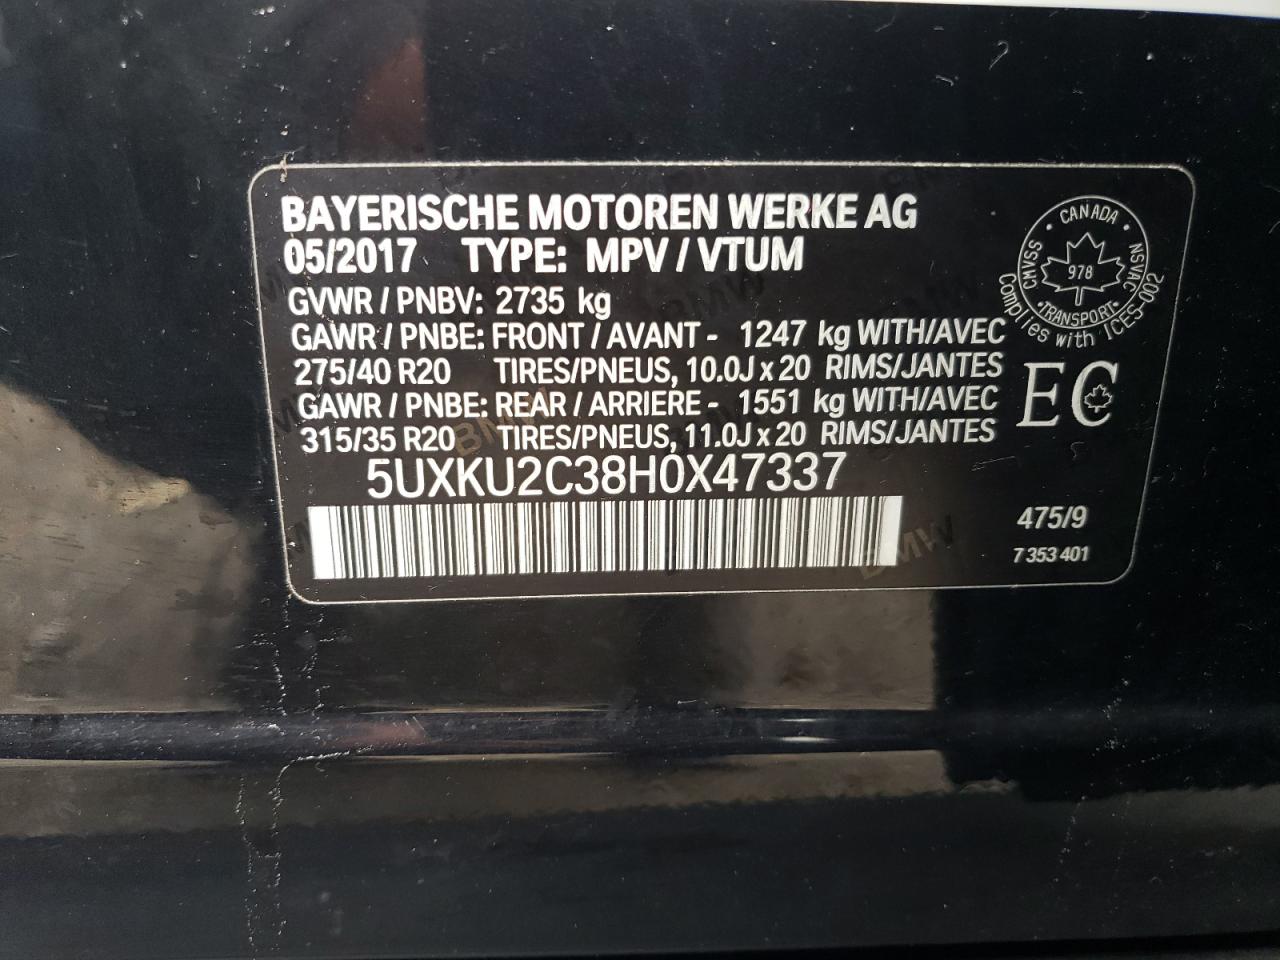 BAYERISCHE MOTOREN WERKE AG
05/2017 TYPE: MPV / VTUM
GVWR / PNBV: 2735 kg
GAWR / PNBE: FRONT / AVANT - 1247 kg WITH/AVEC
275/40 R20 TIRES/PNEUS, 10.0J x 20 RIMS/JANTES
GAWR / PNBE: REAR / ARRIERE - 1551 kg WITH/AVEC
315/35 R20 TIRES/PNEUS, 11.0J x 20 RIMS/JANTES
5UXKU2C38H0X47337
CANADA
CMVSS
NSVAC
978
TRANSPORT
Complies with ICES-002
EC
475/9
7 353 401
BMW